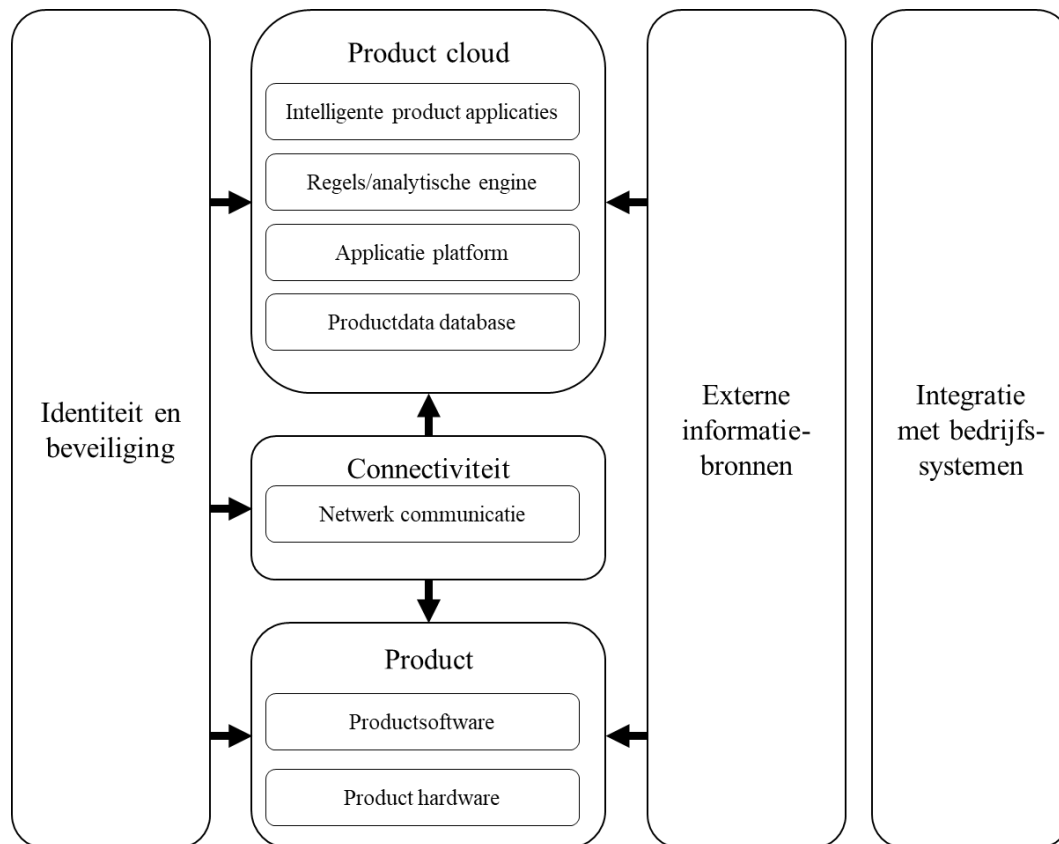 Product cloud
Intelligente product applicaties
Regels/analytische engine
Applicatie platform
Productdata database
Identiteit en
beveiliging
Connectiviteit
Netwerk communicatie
Product
Productsoftware
Product hardware
Externe
informatie-
bronnen
Integratie
met bedrijfs-
systemen